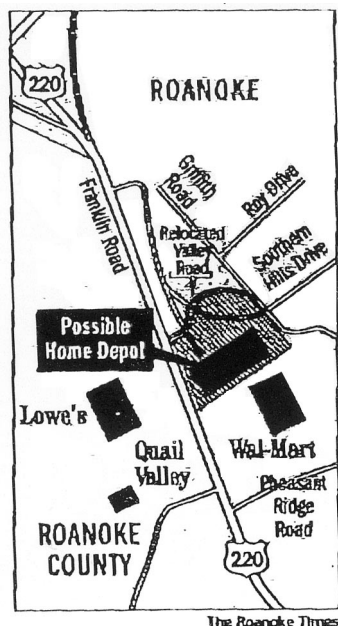 220
ROANOKE
Griffith
Road
Roy Drive
Franklin Road
Relocated
Valley
Road
Southern
Hills Drive
Possible
Home Depot
Lowe's
Quail
Valley
Wal-Mart
Pheasant
Ridge
Road
ROANOKE
COUNTY
220
The Roanoke Times